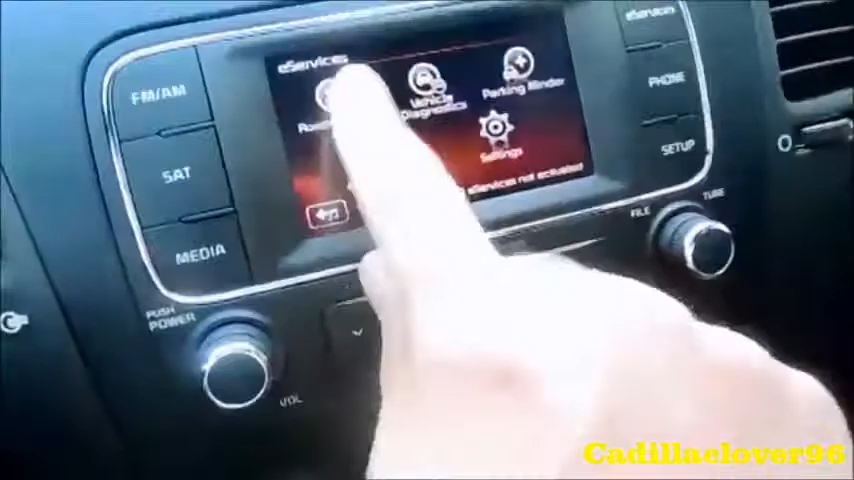 eServices
eServices
FM/AM
Vehicle
Diagnostics
Parking Minder
PHONE
SAT
Settings
SETUP
eServices not activated
MEDIA
FILE
TUNE
PUSH
POWER
VOL
Cadillaclover96